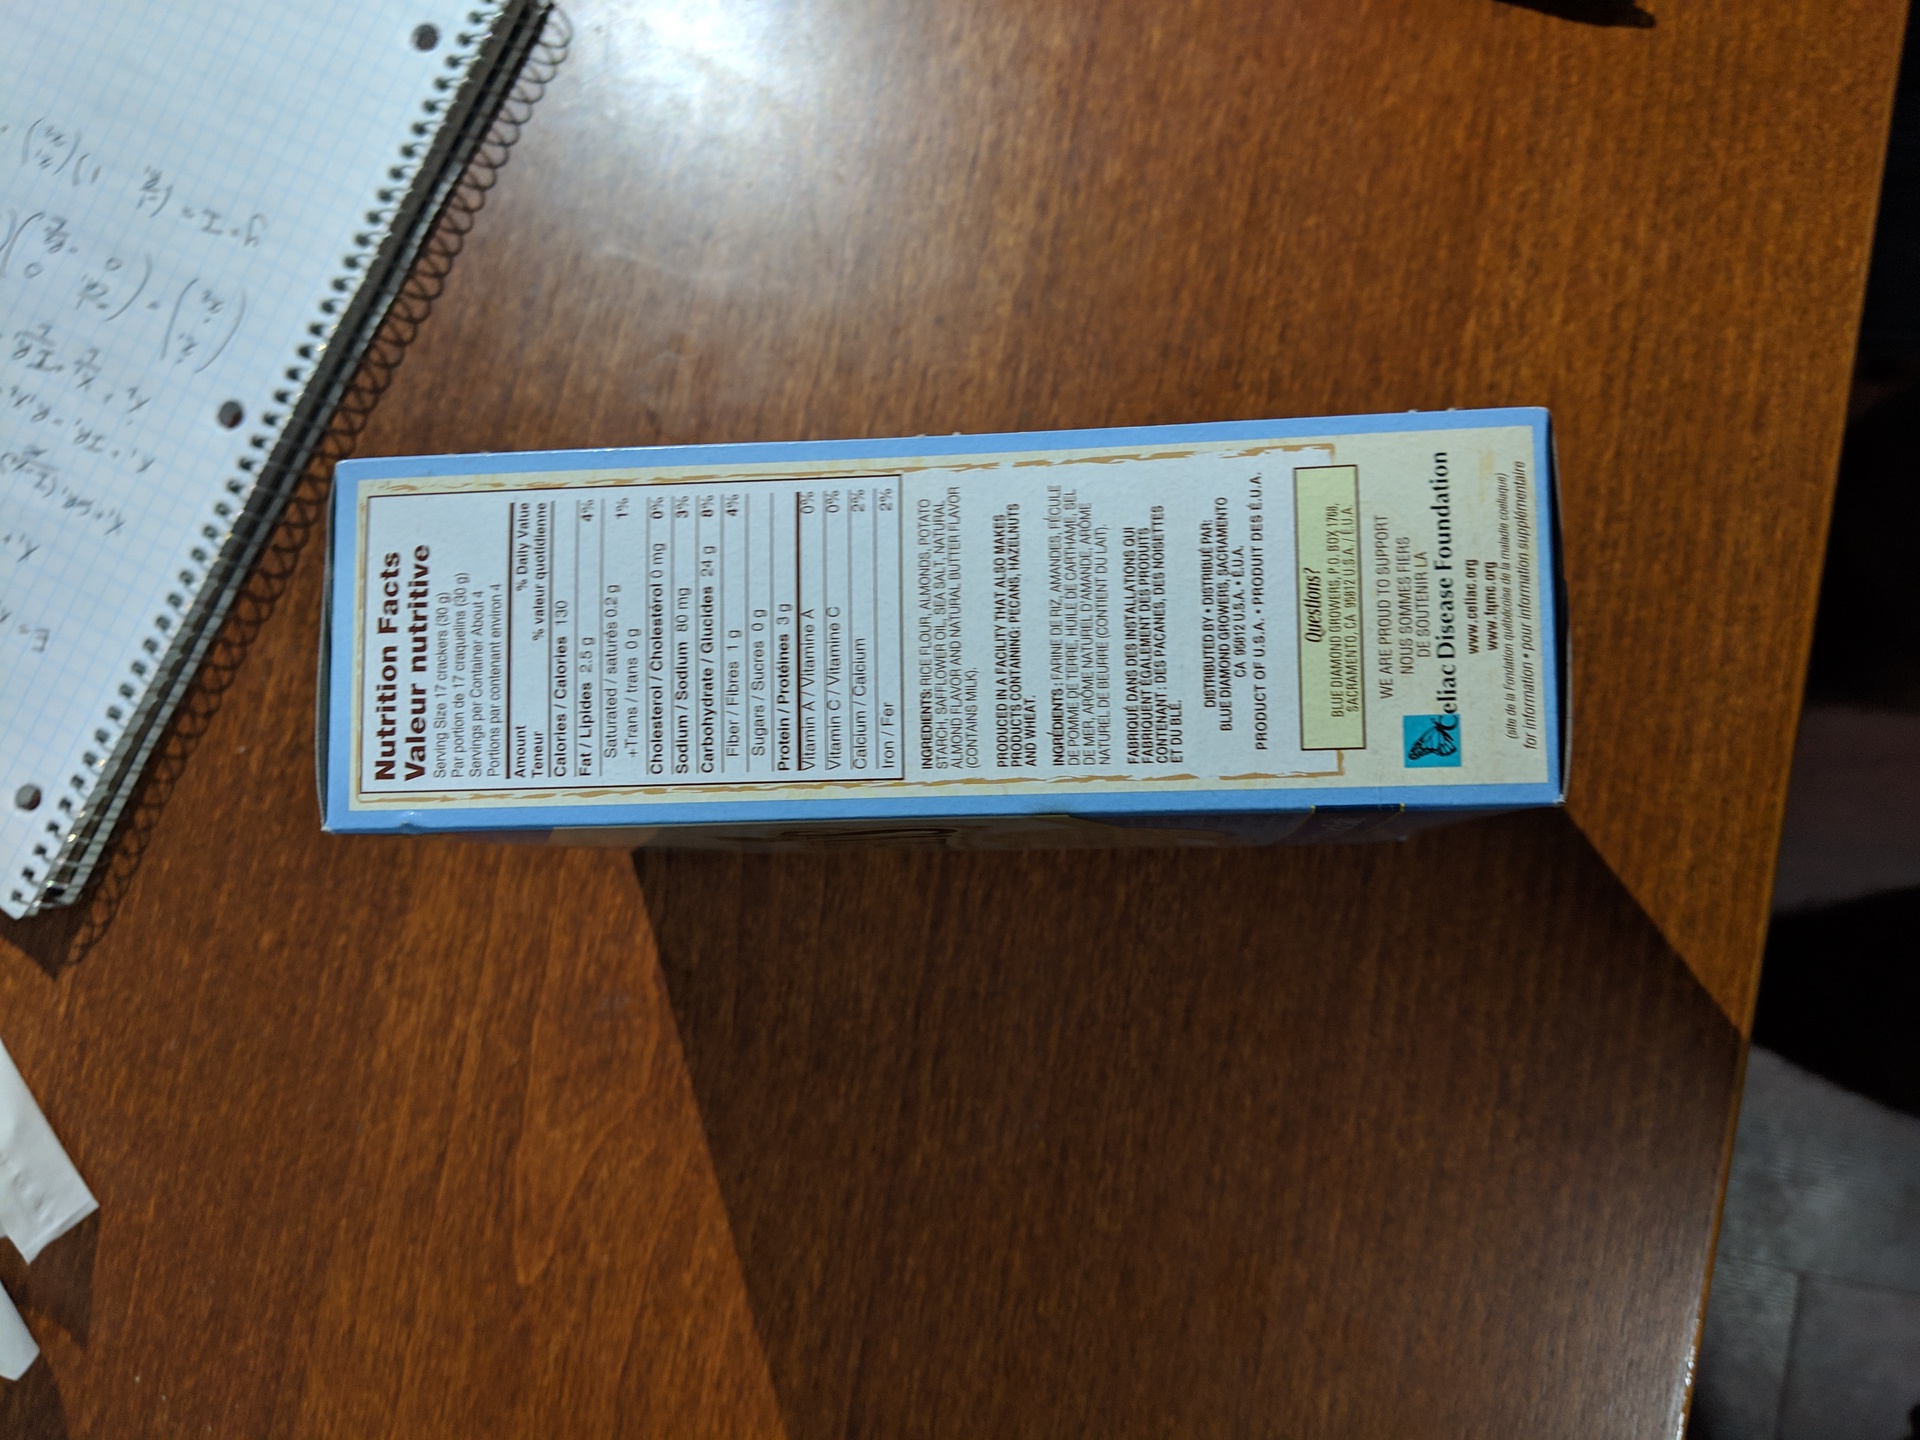 Nutrition Facts
Valeur nutritive
Serving Size 17 crackers (30 g)
Par portion de 17 craquelins (30 g)
Servings per Container About 4
Portions par contenant environ 4
Amount % Daily Value
Teneur % valeur quotidienne
Calories / Calories 130
Fat / Lipides 2.5 g 4%
Saturated / saturés 0.2 g 1%
+Trans / trans 0 g
Cholesterol / Cholestérol 0 mg 0%
Sodium / Sodium 80 mg 3%
Carbohydrate / Glucides 24 g 8%
Fiber / Fibres 1 g 4%
Sugars / Sucres 0 g
Protein / Protéines 3 g
Vitamin A / Vitamine A 0%
Vitamin C / Vitamine C 0%
Calcium / Calcium 2%
Iron / Fer 2%
INGREDIENTS: RICE FLOUR, ALMONDS, POTATO
STARCH, SAFFLOWER OIL, SEA SALT, NATURAL
ALMOND FLAVOR AND NATURAL BUTTER FLAVOR
(CONTAINS MILK).
PRODUCED IN A FACILITY THAT ALSO MAKES
PRODUCTS CONTAINING: PECANS, HAZELNUTS
AND WHEAT.
INGRÉDIENTS : FARINE DE RIZ, AMANDES, FÉCULE
DE POMME DE TERRE, HUILE DE CARTHAME, SEL
DE MER, ARÔME NATUREL D'AMANDE, ARÔME
NATUREL DE BEURRE (CONTIENT DU LAIT).
FABRIQUÉ DANS DES INSTALLATIONS QUI
FABRIQUENT ÉGALEMENT DES PRODUITS
CONTENANT : DES PACANES, DES NOISETTES
ET DU BLÉ.
DISTRIBUTED BY • DISTRIBUÉ PAR:
BLUE DIAMOND GROWERS, SACRAMENTO
CA 95812 U.S.A. • É.U.A.
PRODUCT OF U.S.A. • PRODUIT DES É.U.A.
Questions?
BLUE DIAMOND GROWERS, P.O. BOX 1768,
SACRAMENTO, CA 95812 U.S.A. / É.U.A.
WE ARE PROUD TO SUPPORT
NOUS SOMMES FIERS
DE SOUTENIR LA
Celiac Disease Foundation
www.celiac.org
www.fqmc.org
(site de la Fondation québécoise de la maladie coeliaque)
for information • pour information supplémentaire